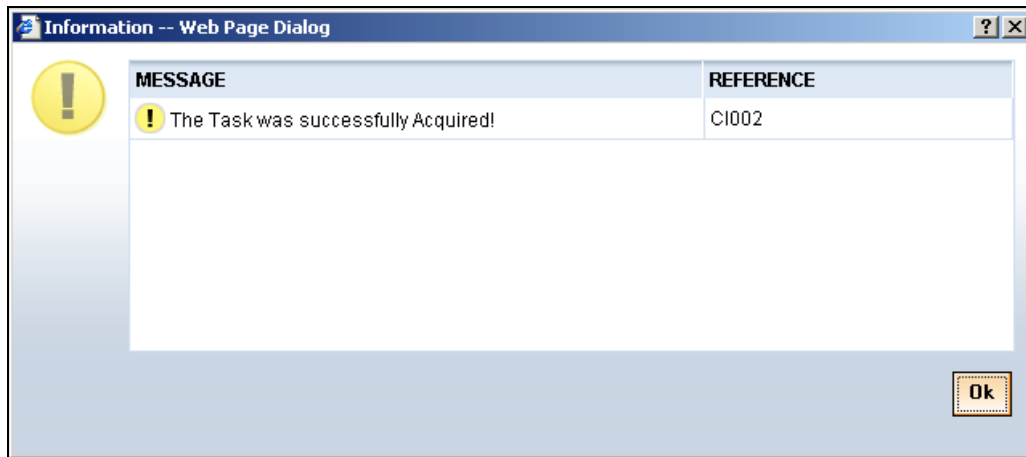 Information -- Web Page Dialog
MESSAGE REFERENCE
The Task was successfully Acquired! CI002
Ok